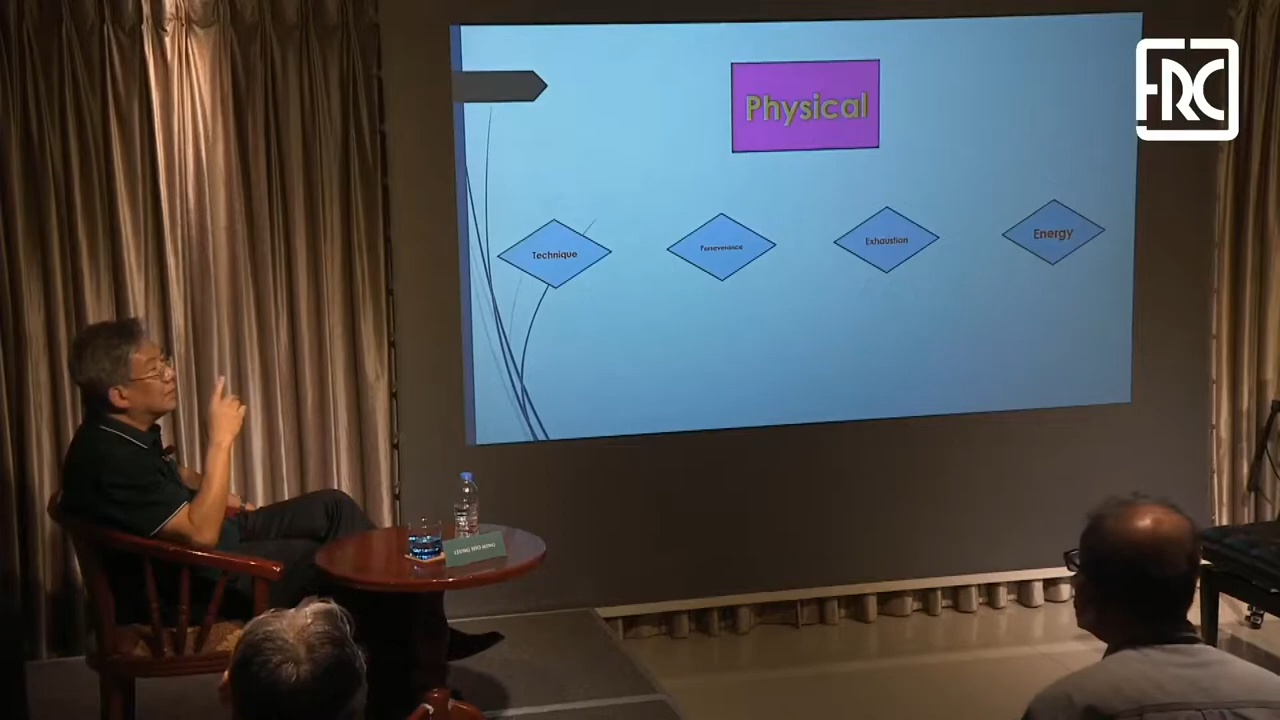 Physical
FRC
Technique
Perseverance
Exhaustion
Energy